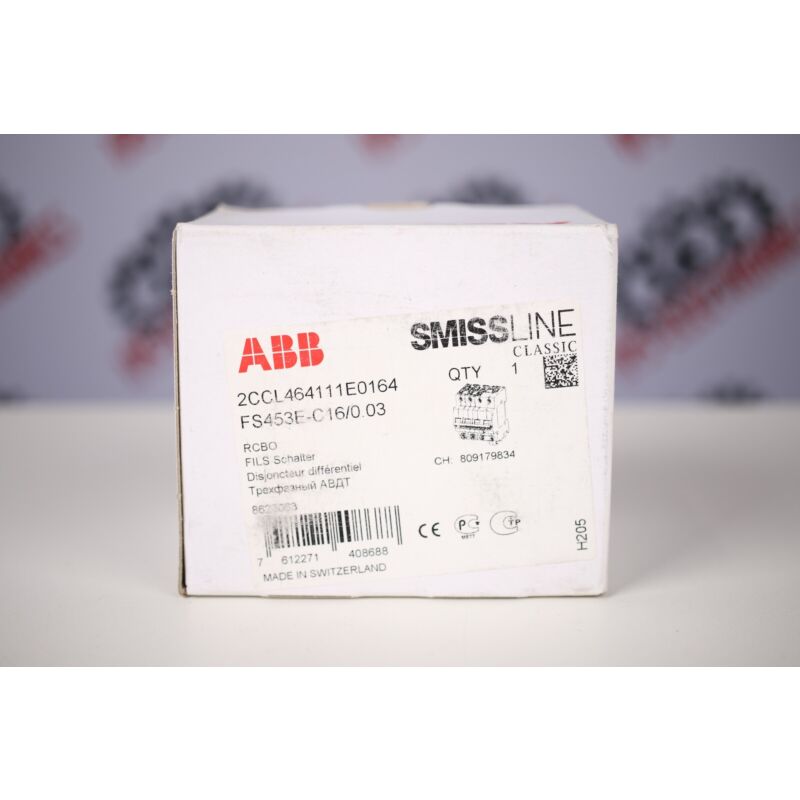 ABB
SMISSLINE
CLASSIC
2CCL464111E0164
QTY 1
FS453E-C16/0.03
RCBO
FILS Schalter
Disjoncteur différentiel
Трехфазный АВДТ
CH: 809179834
7 612271 408688
MADE IN SWITZERLAND
CE
H205